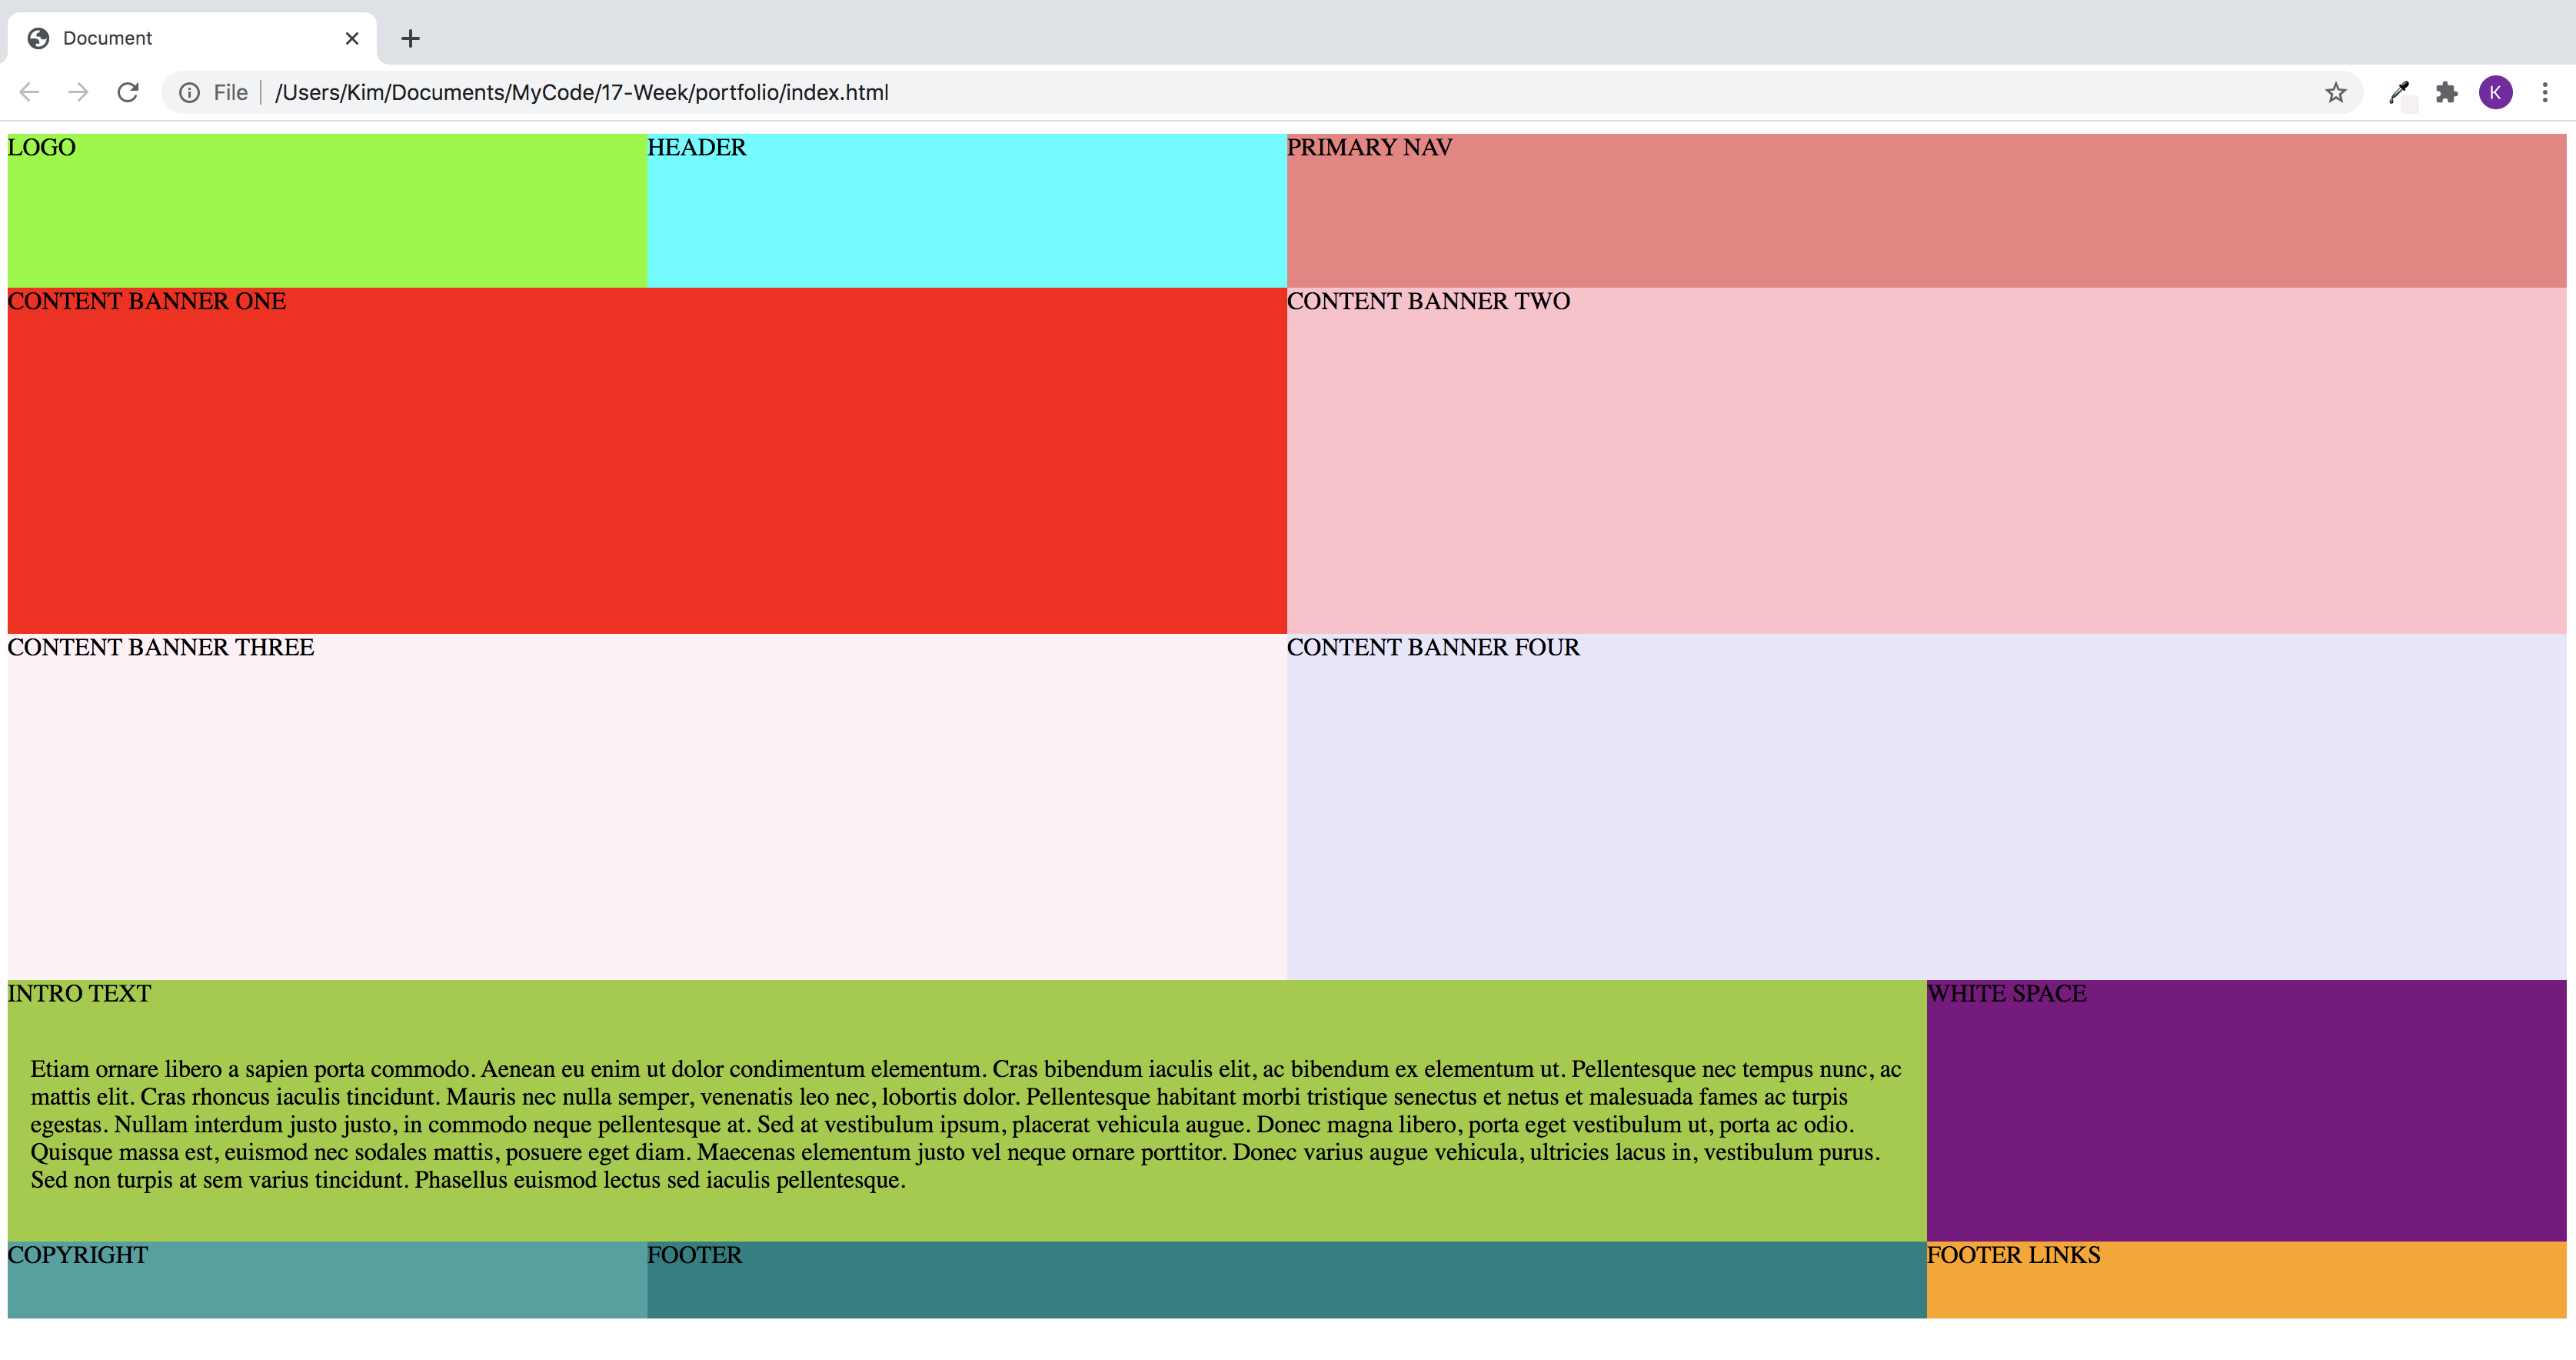 Document
File
/Users/Kim/Documents/MyCode/17-Week/portfolio/index.html
K
LOGO
HEADER
PRIMARY NAV
CONTENT BANNER ONE
CONTENT BANNER TWO
CONTENT BANNER THREE
CONTENT BANNER FOUR
INTRO TEXT
WHITE SPACE
Etiam ornare libero a sapien porta commodo. Aenean eu enim ut dolor condimentum elementum. Cras bibendum iaculis elit, ac bibendum ex elementum ut. Pellentesque nec tempus nunc, ac
mattis elit. Cras rhoncus iaculis tincidunt. Mauris nec nulla semper, venenatis leo nec, lobortis dolor. Pellentesque habitant morbi tristique senectus et netus et malesuada fames ac turpis
egestas. Nullam interdum justo justo, in commodo neque pellentesque at. Sed at vestibulum ipsum, placerat vehicula augue. Donec magna libero, porta eget vestibulum ut, porta ac odio.
Quisque massa est, euismod nec sodales mattis, posuere eget diam. Maecenas elementum justo vel neque ornare porttitor. Donec varius augue vehicula, ultricies lacus in, vestibulum purus.
Sed non turpis at sem varius tincidunt. Phasellus euismod lectus sed iaculis pellentesque.
COPYRIGHT
FOOTER
FOOTER LINKS